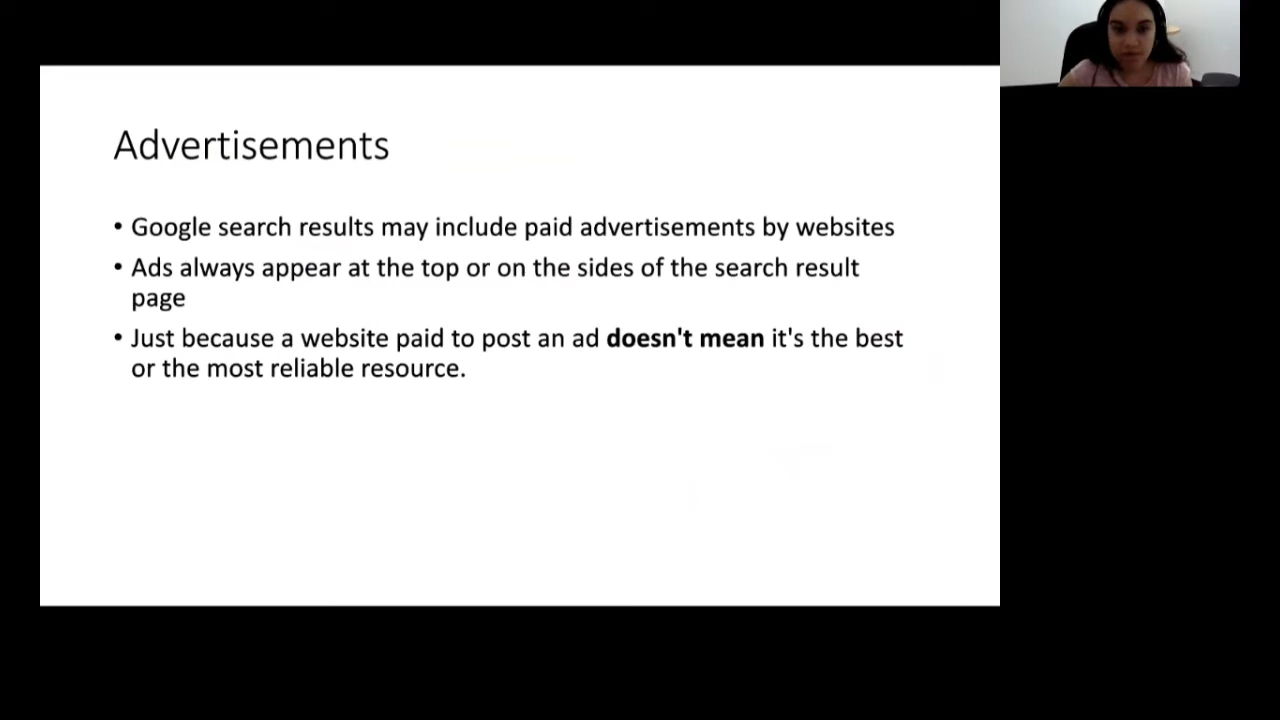 Advertisements
• Google search results may include paid advertisements by websites
• Ads always appear at the top or on the sides of the search result
page
• Just because a website paid to post an ad doesn't mean it's the best
or the most reliable resource.